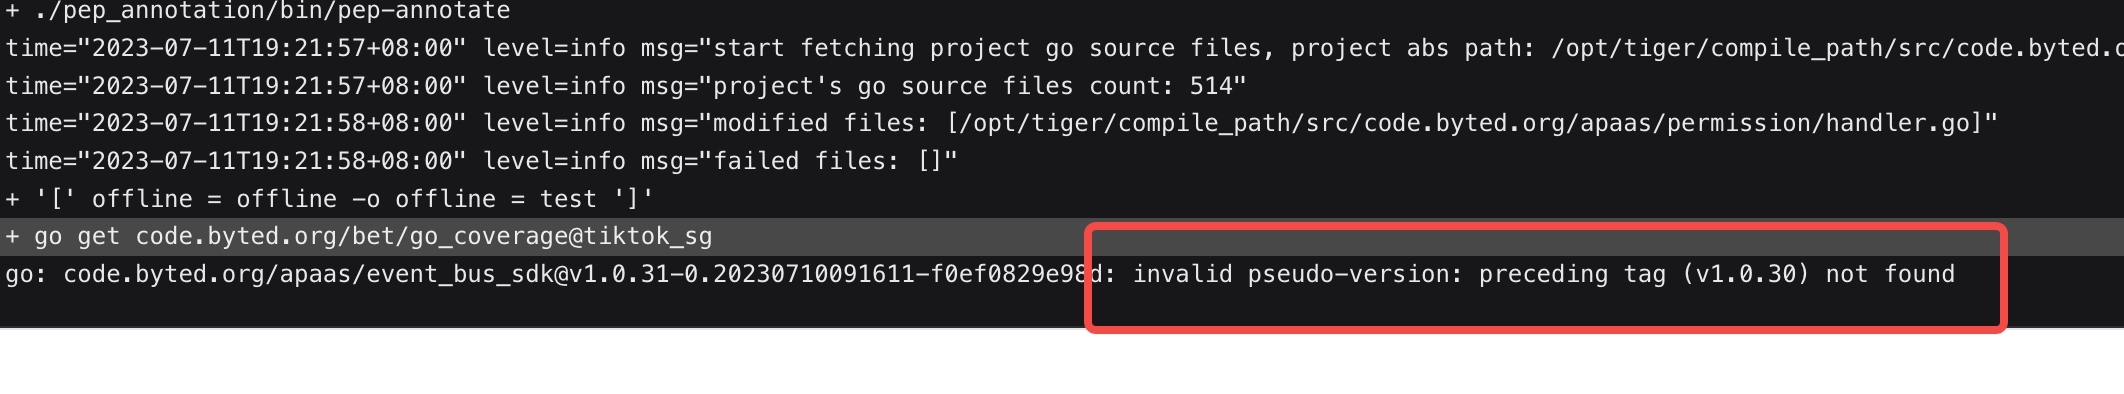 + ./pep_annotation/bin/pep-annotate
time="2023-07-11T19:21:57+08:00" level=info msg="start fetching project go source files, project abs path: /opt/tiger/compile_path/src/code.byted.o
time="2023-07-11T19:21:57+08:00" level=info msg="project's go source files count: 514"
time="2023-07-11T19:21:58+08:00" level=info msg="modified files: [/opt/tiger/compile_path/src/code.byted.org/apaas/permission/handler.go]"
time="2023-07-11T19:21:58+08:00" level=info msg="failed files: []"
+ '[' offline = offline -o offline = test ']'
+ go get code.byted.org/bet/go_coverage@tiktok_sg
go: code.byted.org/apaas/event_bus_sdk@v1.0.31-0.20230710091611-f0ef0829e98d: invalid pseudo-version: preceding tag (v1.0.30) not found